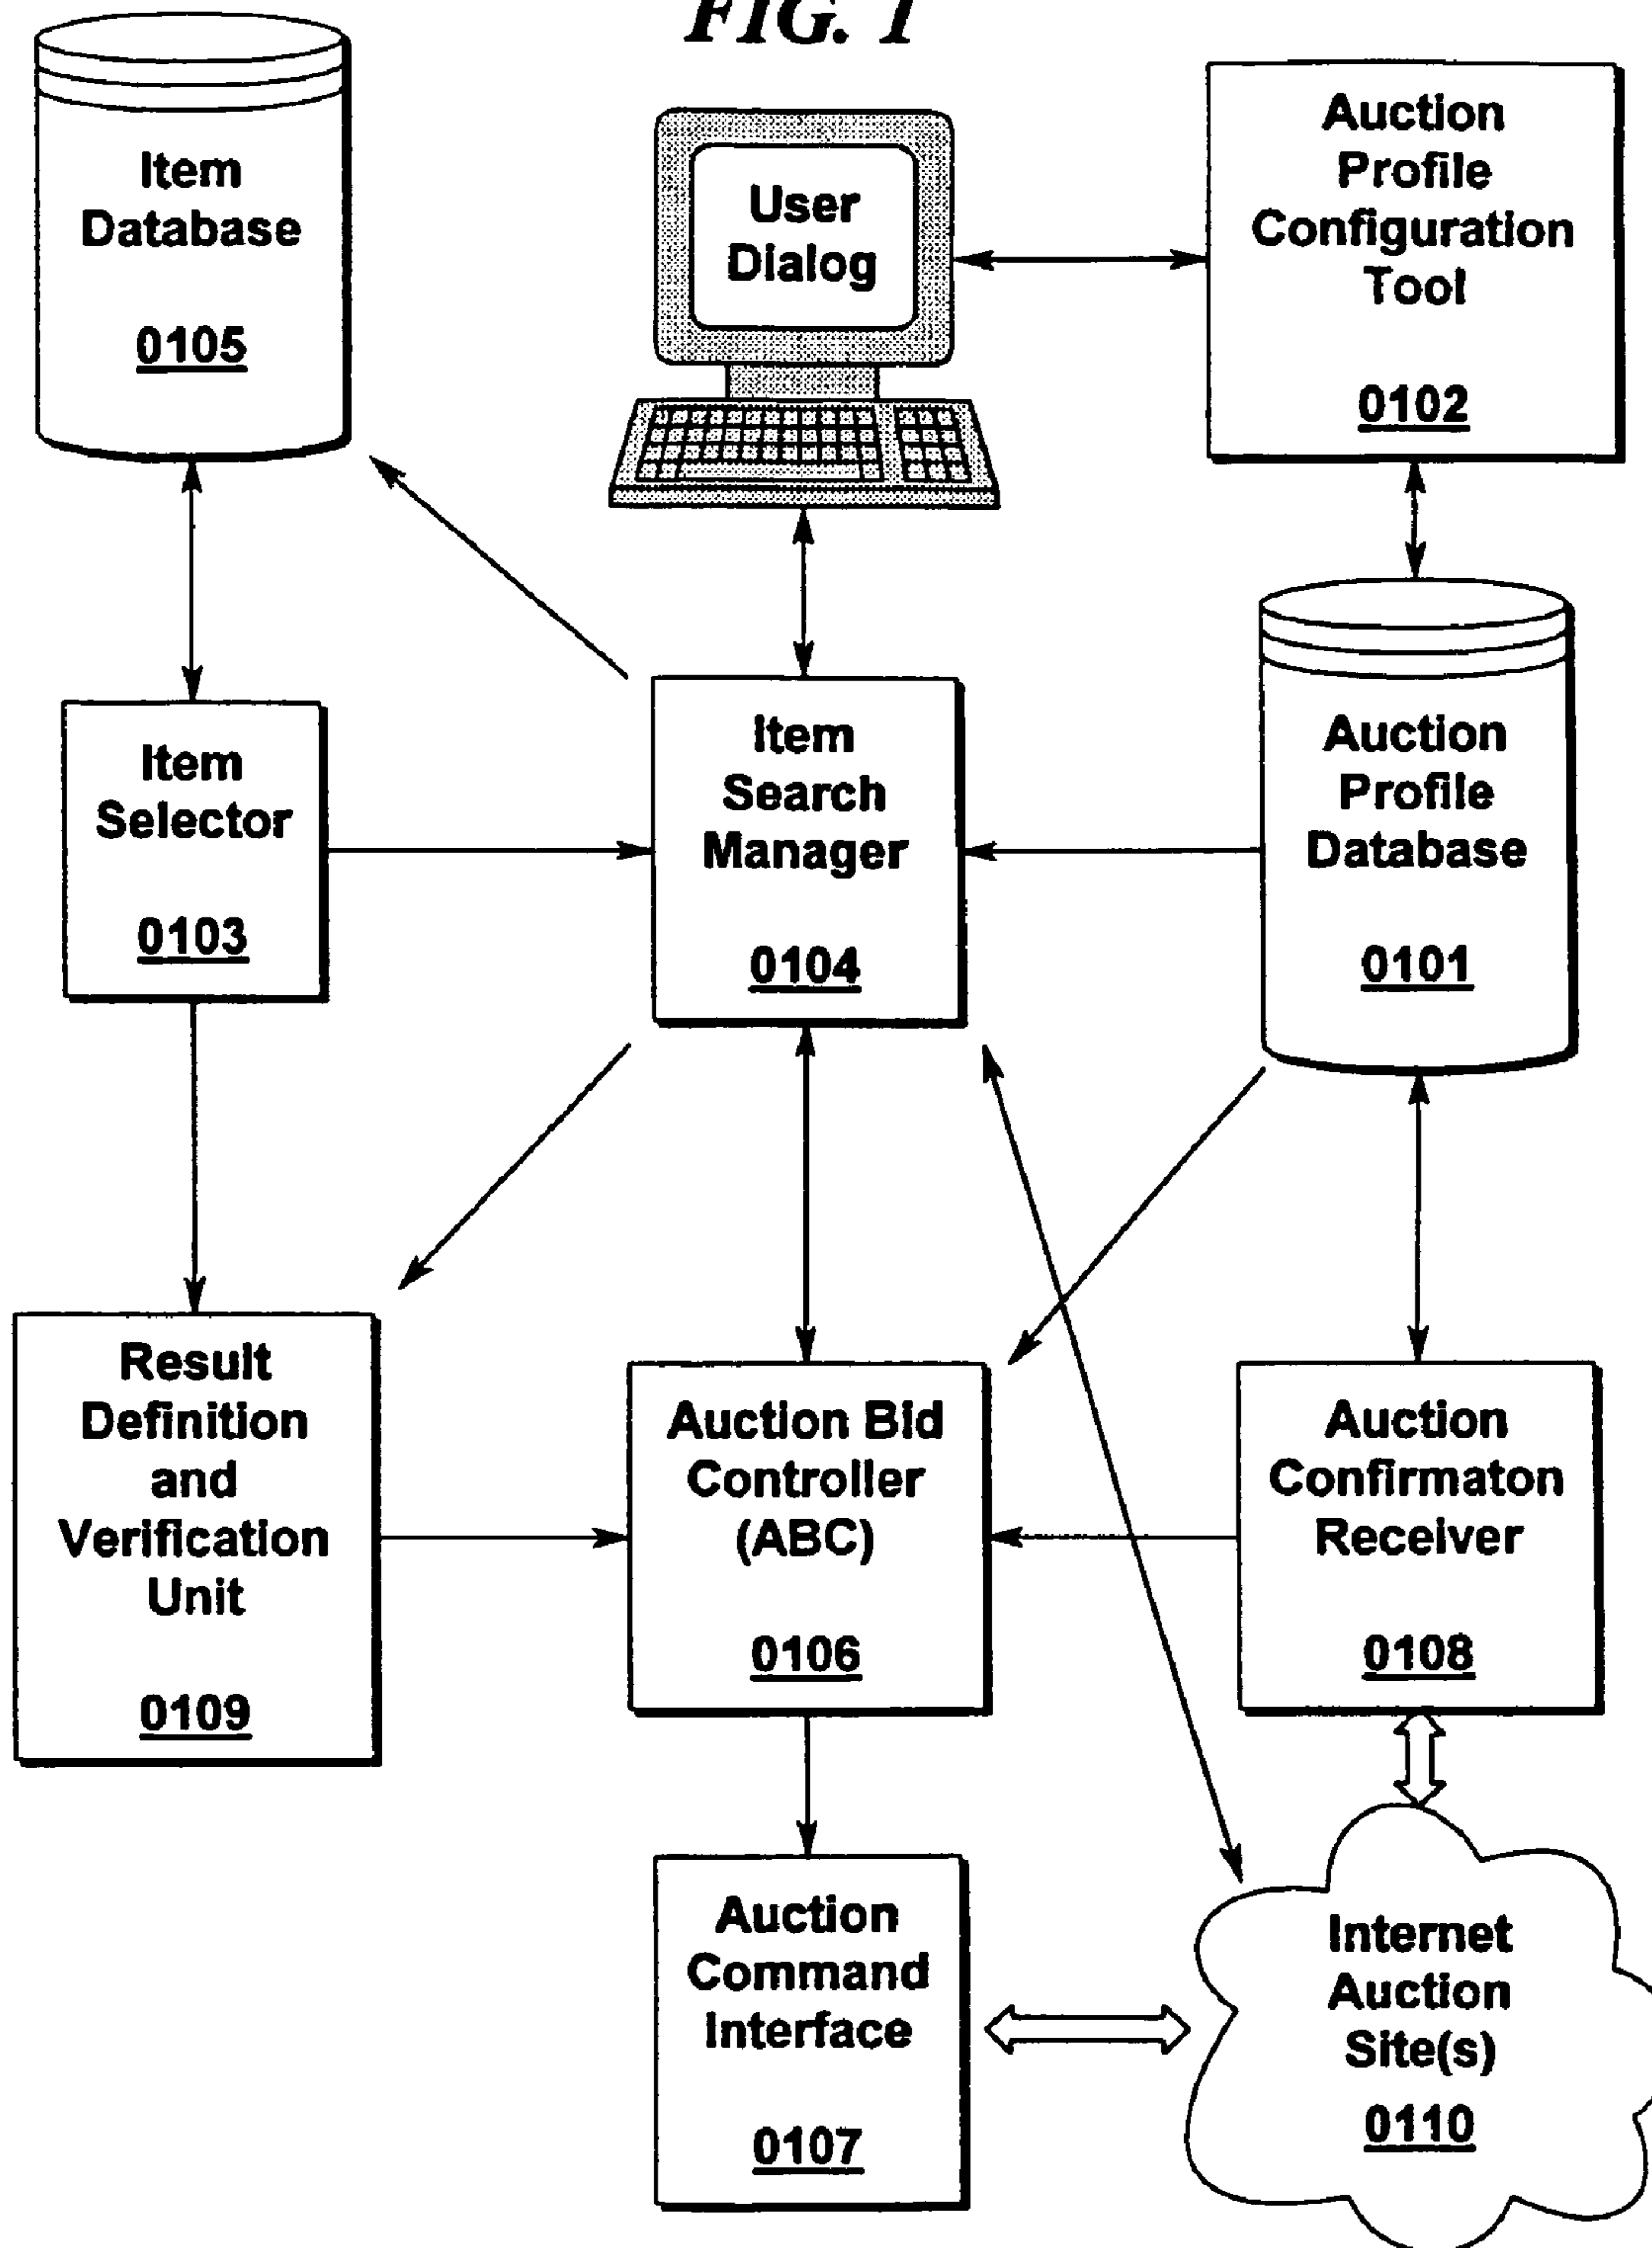 FIG. 1
Item
Database
0105
User
Dialog
Auction
Profile
Configuration
Tool
0102
Item
Selector
0103
Item
Search
Manager
0104
Auction
Profile
Database
0101
Result
Definition
and
Verification
Unit
0109
Auction Bid
Controller
(ABC)
0106
Auction
Confirmaton
Receiver
0108
Auction
Command
Interface
0107
Internet
Auction
Site(s)
0110